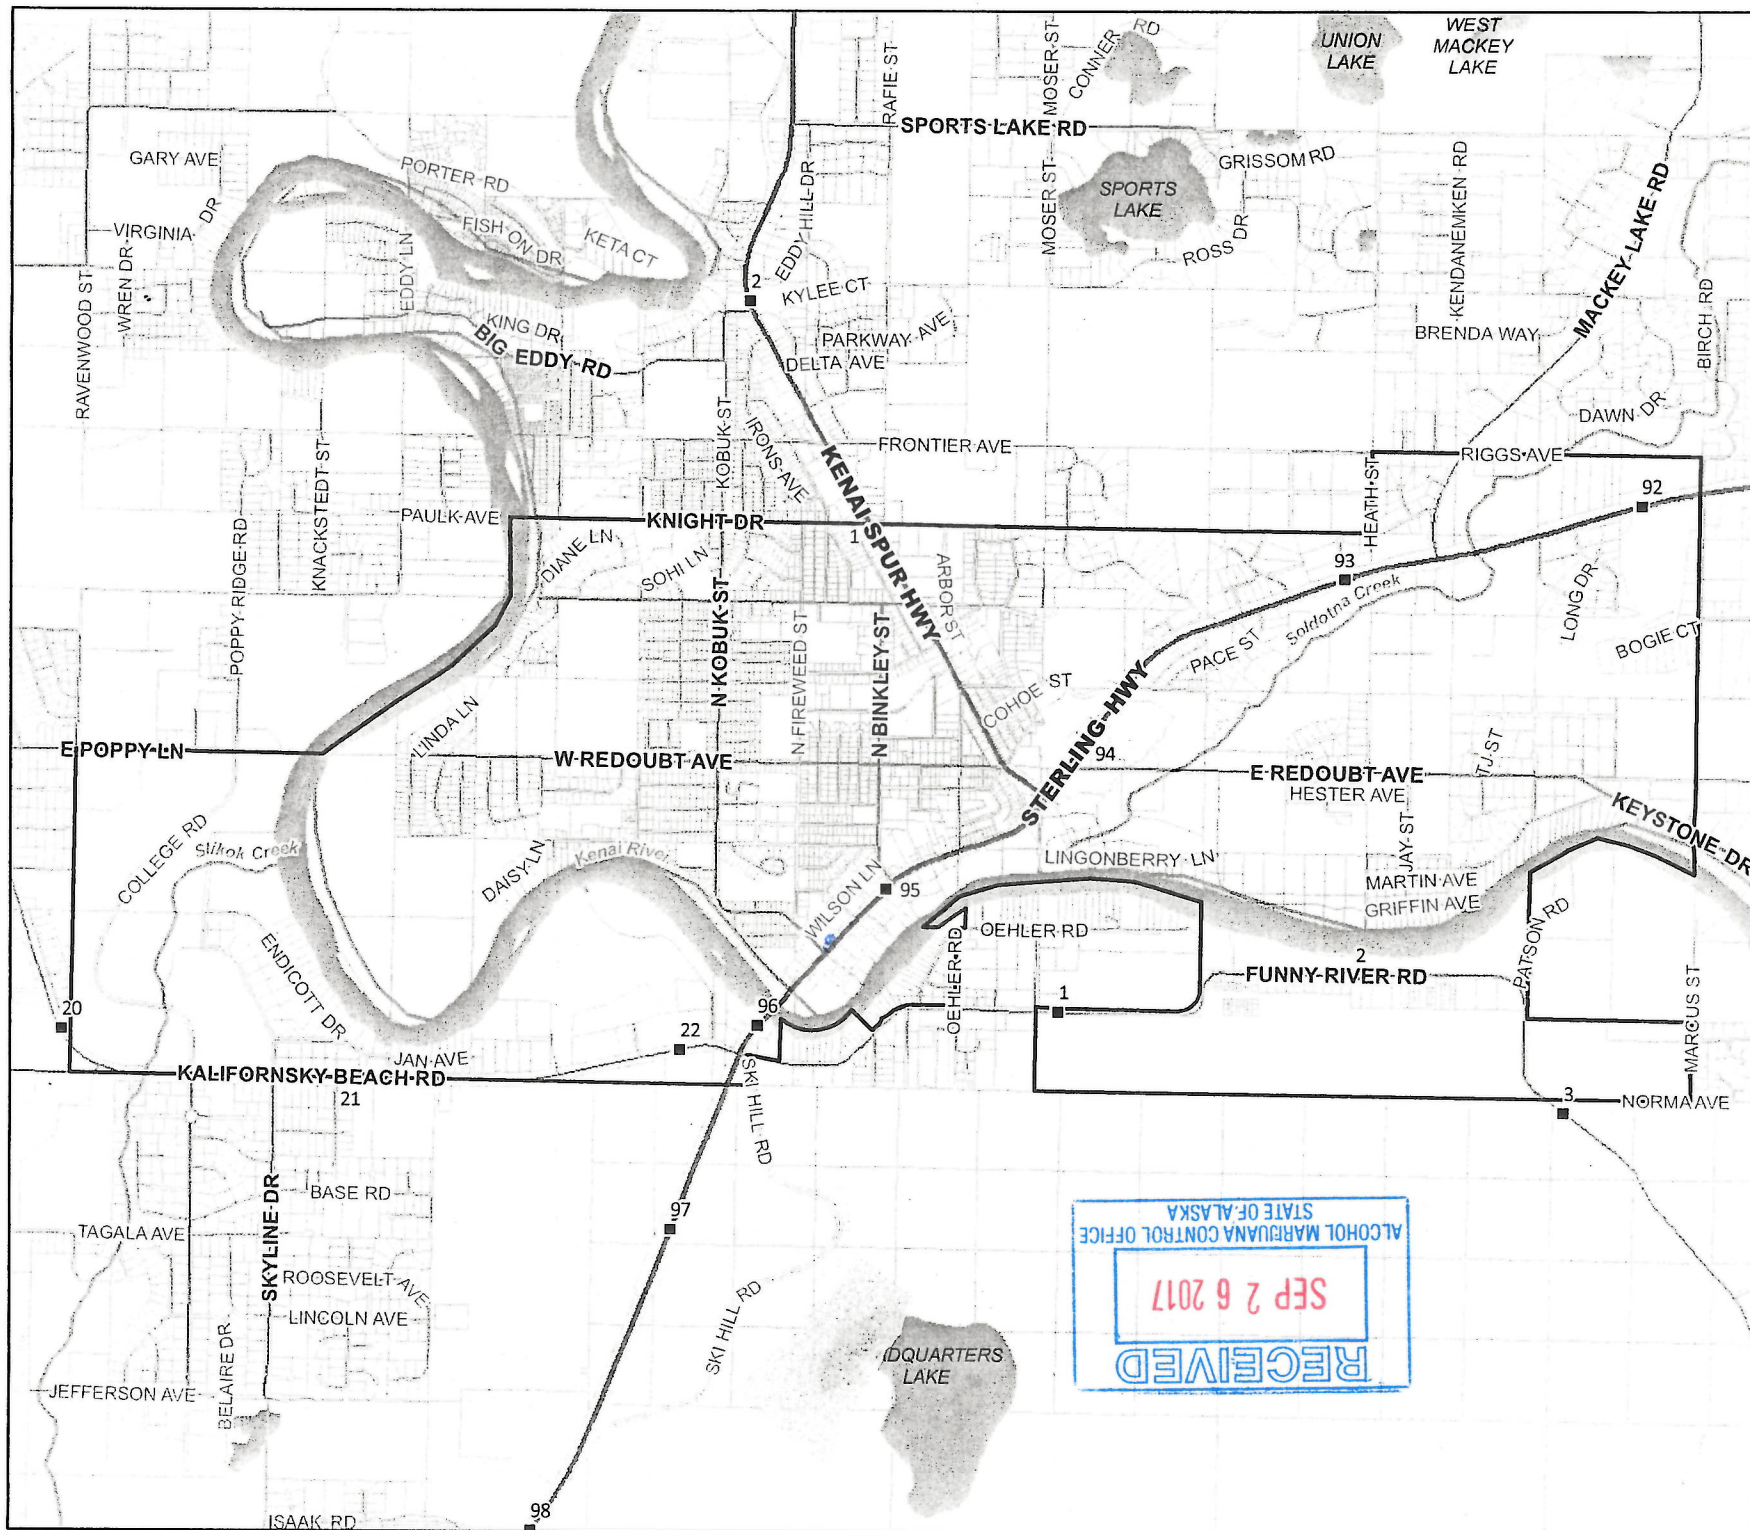 RD
UNION
LAKE
WEST
MACKEY
LAKE
RAFIE ST
MOSER ST
CONNER
SPORTS LAKE RD
GARY AVE
PORTER RD
GRISSOM RD
KENDANEMKEN RD
MACKEY LAKE RD
SPORTS
LAKE
VIRGINIA
DR
WREN DR
FISH ON DR
KETA CT
EDDY LN
EDDY HILL DR
MOSER ST
ROSS DR
RAVENWOOD ST
2
KYLEE CT
BIRCH RD
KING DR
BIG EDDY RD
PARKWAY AVE
DELTA AVE
BRENDA WAY
DAWN DR
KOBUK ST
IRONS AVE
FRONTIER AVE
KENAI SPUR HWY
HEATH ST
RIGGS AVE
92
KNACKSTEDT ST
PAULK AVE
KNIGHT DR
1
POPPY RIDGE RD
DIANE LN
SOHI LN
ARBOR ST
93
Soldotna Creek
LONG DR
PACE ST
BOGIE CT
N KOBUK ST
N FIREWEED ST
N BINKLEY ST
COHOE ST
STERLING HWY
LINDA LN
E POPPY LN
W REDOUBT AVE
94
E REDOUBT AVE
HESTER AVE
TJ ST
KEYSTONE DR
COLLEGE RD
Slikok Creek
DAISY LN
Kenai River
JAY ST
LINGONBERRY LN
MARTIN AVE
GRIFFIN AVE
WILSON LN
95
PATSON RD
ENDICOTT DR
OEHLER RD
OEHLER RD
2
FUNNY RIVER RD
MARCUS ST
20
96
1
22
JAN AVE
KALIFORNSKY BEACH RD
21
SKI HILL RD
3
NORMA AVE
BASE RD
SKYLINE DR
TAGALA AVE
97
ROOSEVELT AVE
LINCOLN AVE
BELAIRE DR
SKI HILL RD
DQUARTERS
LAKE
JEFFERSON AVE
98
ISAAK RD
RECEIVED
SEP 26 2017
ALCOHOL MARIJUANA CONTROL OFFICE
STATE OF ALASKA